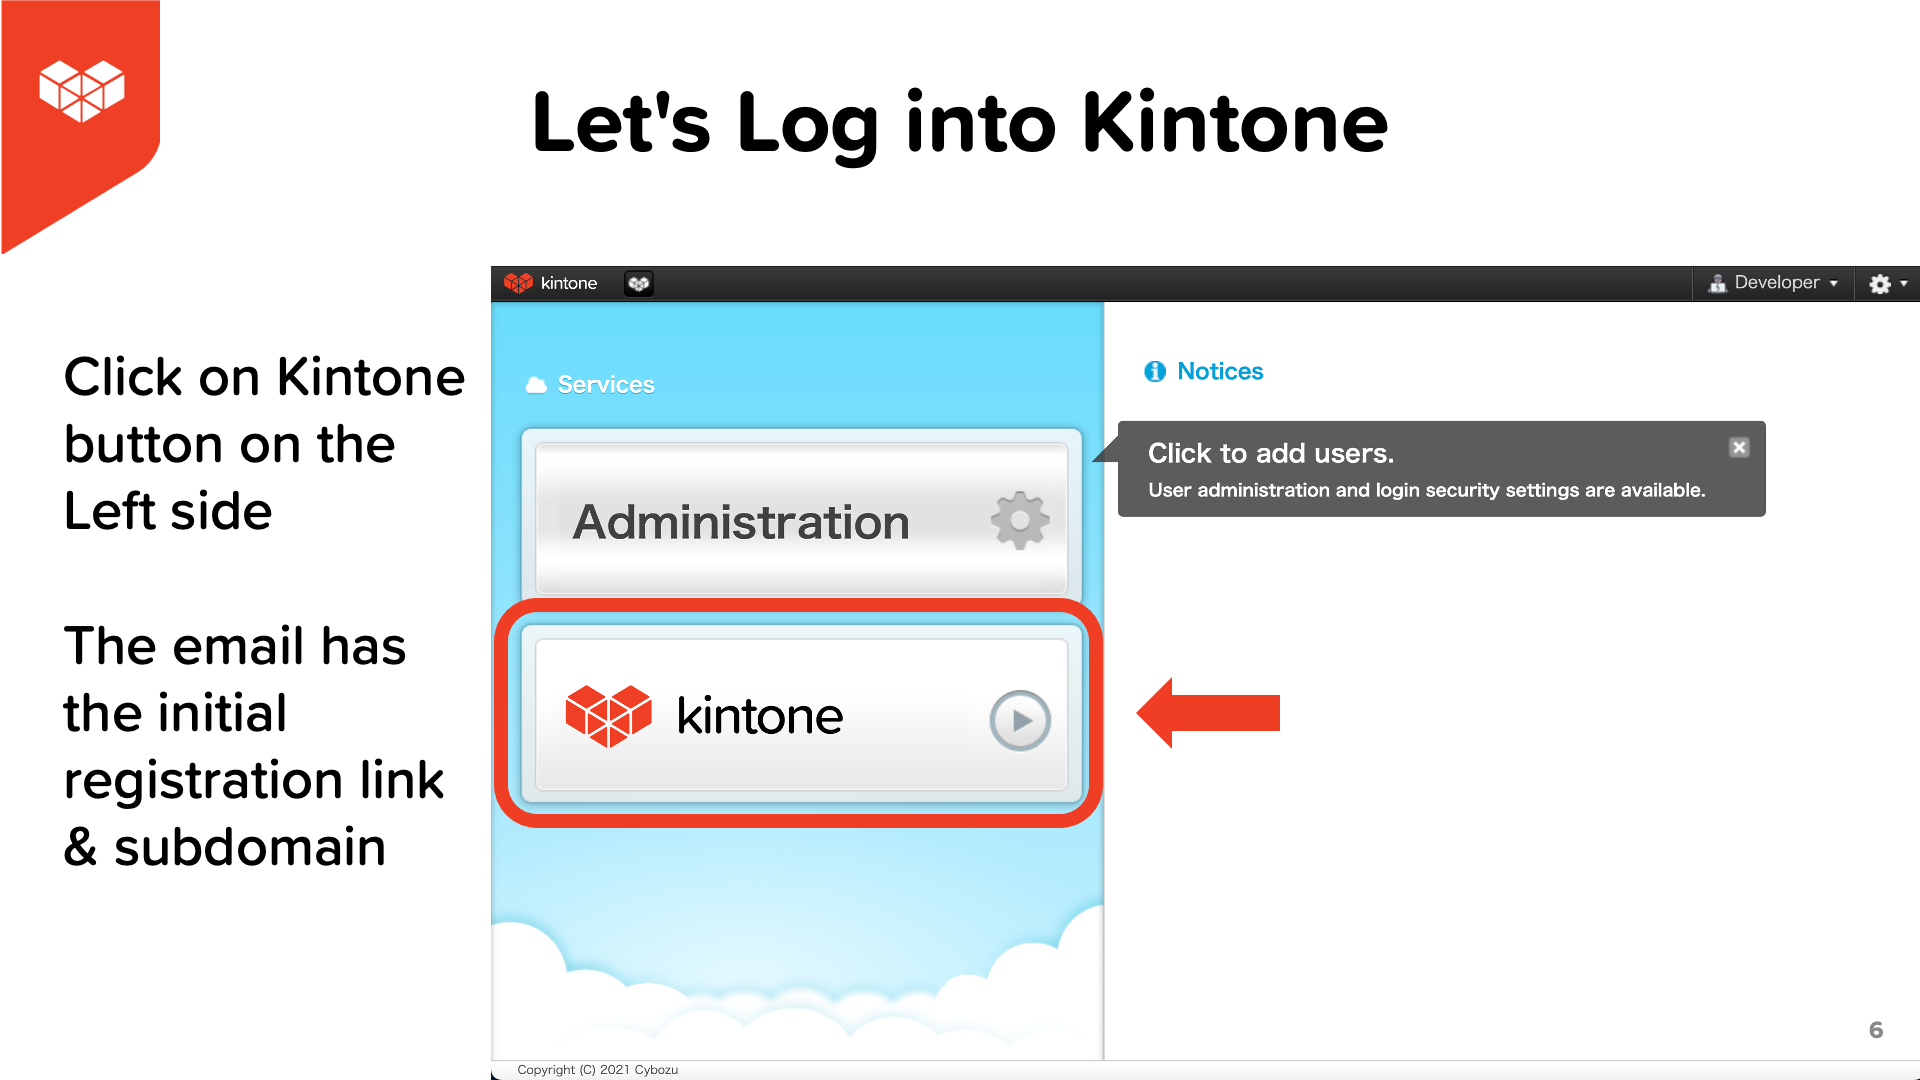 Let's Log into Kintone
Click on Kintone
button on the
Left side
The email has
the initial
registration link
& subdomain
kintone
Developer
Services
Administration
kintone
Notices
Click to add users.
User administration and login security settings are available.
Copyright (C) 2021 Cybozu
6